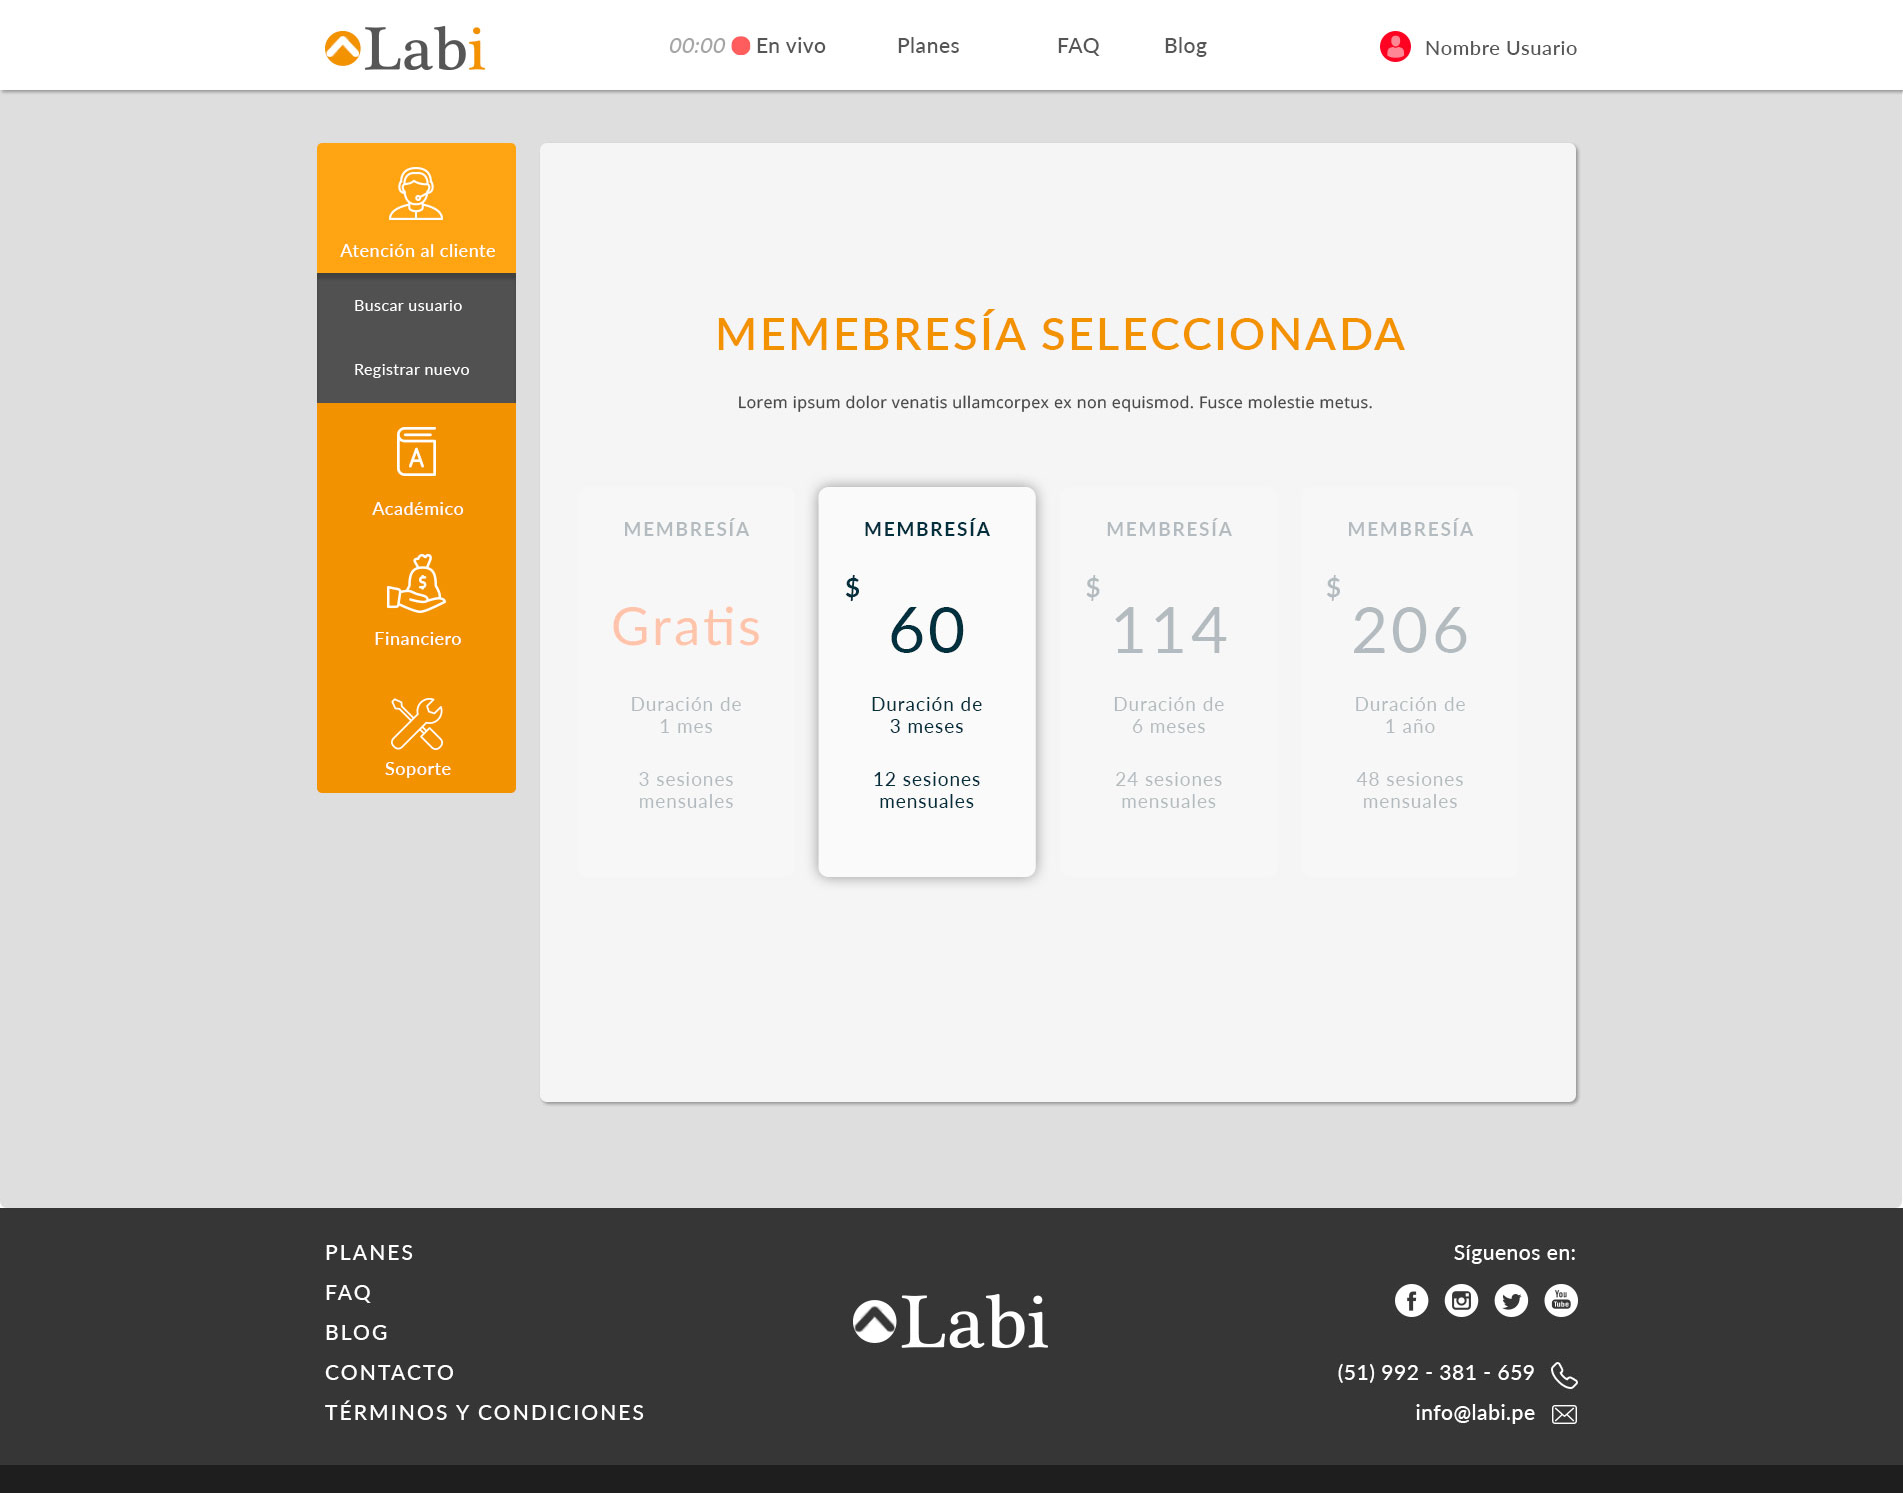 Labi
00:00 En vivo
Planes
FAQ
Blog
Nombre Usuario
Atención al cliente
Buscar usuario
Registrar nuevo
A
Académico
$
Financiero
Soporte
MEMEBRESÍA SELECCIONADA
Lorem ipsum dolor venatis ullamcorpex ex non equismod. Fusce molestie metus.
MEMBRESÍA
Gratis
Duración de
1 mes
3 sesiones
mensuales
MEMBRESÍA
$
60
Duración de
3 meses
12 sesiones
mensuales
MEMBRESÍA
$
114
Duración de
6 meses
24 sesiones
mensuales
MEMBRESÍA
$
206
Duración de
1 año
48 sesiones
mensuales
PLANES
FAQ
BLOG
CONTACTO
TÉRMINOS Y CONDICIONES
Labi
Síguenos en:
f
You
Tube
(51) 992 - 381 - 659
info@labi.pe